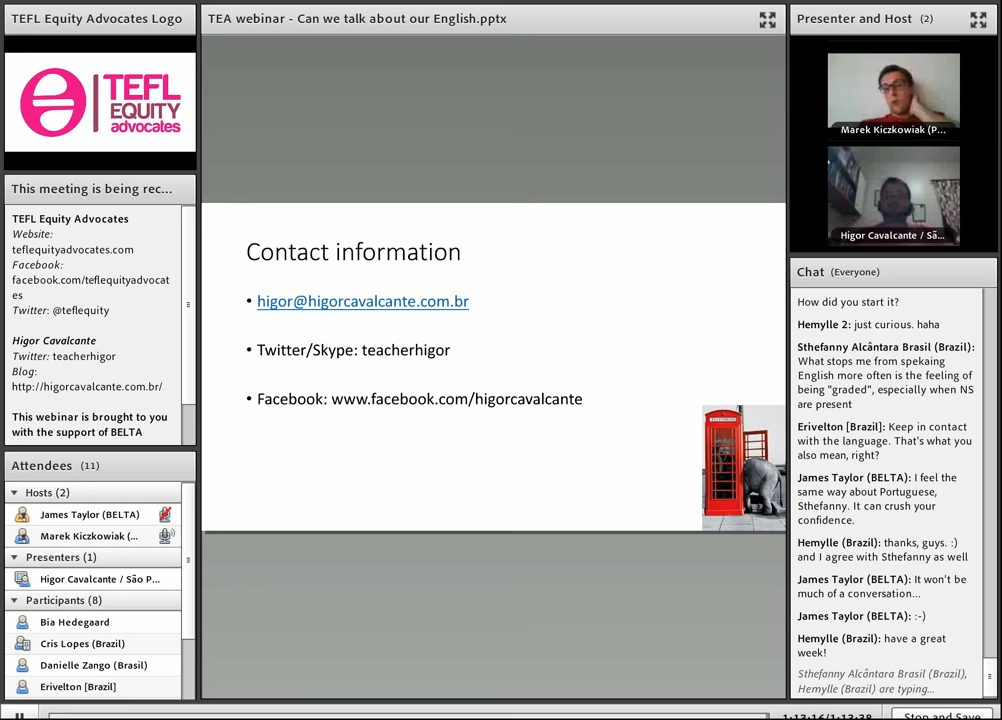 TEFL Equity Advocates Logo
TEFL
EQUITY
advocates
This meeting is being rec...
TEFL Equity Advocates
Website:
teflequityadvocates.com
Facebook:
facebook.com/teflequityadvocat
es
Twitter: @teflequity
Higor Cavalcante
Twitter: teacherhigor
Blog:
http://higorcavalcante.com.br/
This webinar is brought to you
with the support of BELTA
Attendees (11)
Hosts (2)
James Taylor (BELTA)
Marek Kiczkowiak (...
Presenters (1)
Higor Cavalcante / São P...
Participants (8)
Bia Hedegaard
Cris Lopes (Brazil)
Danielle Zango (Brasil)
Erivelton [Brazil]
TEA webinar - Can we talk about our English.pptx
Contact information
• higor@higorcavalcante.com.br
• Twitter/Skype: teacherhigor
• Facebook: www.facebook.com/higorcavalcante
TELEPHONE
Presenter and Host (2)
Marek Kiczkowiak (P...
Higor Cavalcante / Sã...
Chat (Everyone)
How did you start it?
Hemylle 2: just curious. haha
Sthefanny Alcântara Brasil (Brazil):
What stops me from spekaing
English more often is the feeling of
being "graded", especially when NS
are present
Erivelton [Brazil]: Keep in contact
with the language. That's what you
also mean, right?
James Taylor (BELTA): I feel the
same way about Portuguese,
Sthefanny. It can crush your
confidence.
Hemylle (Brazil): thanks, guys. :)
and I agree with Sthefanny as well
James Taylor (BELTA): It won't be
much of a conversation...
James Taylor (BELTA): :-)
Hemylle (Brazil): have a great
week!
Sthefanny Alcântara Brasil (Brazil),
Hemylle (Brazil) are typing...
1:13:16/1:13:38
Stop and Save